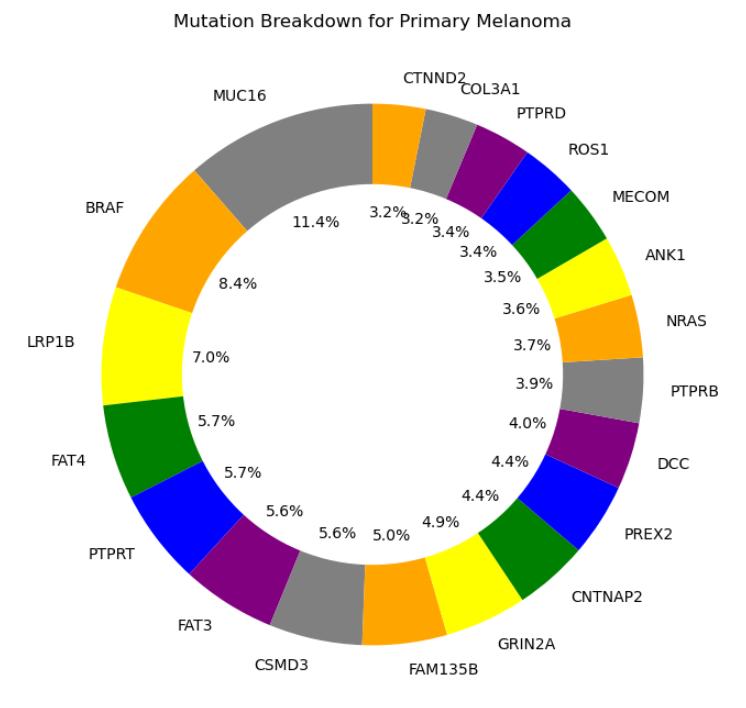 Mutation Breakdown for Primary Melanoma
CTNND2
COL3A1
PTPRD
ROS1
MECOM
ANK1
NRAS
PTPRB
DCC
PREX2
CNTNAP2
GRIN2A
FAM135B
CSMD3
FAT3
PTPRT
FAT4
LRP1B
BRAF
MUC16
3.2%
3.2%
3.4%
3.4%
3.5%
3.6%
3.7%
3.9%
4.0%
4.4%
4.4%
4.9%
5.0%
5.6%
5.6%
5.7%
5.7%
7.0%
8.4%
11.4%